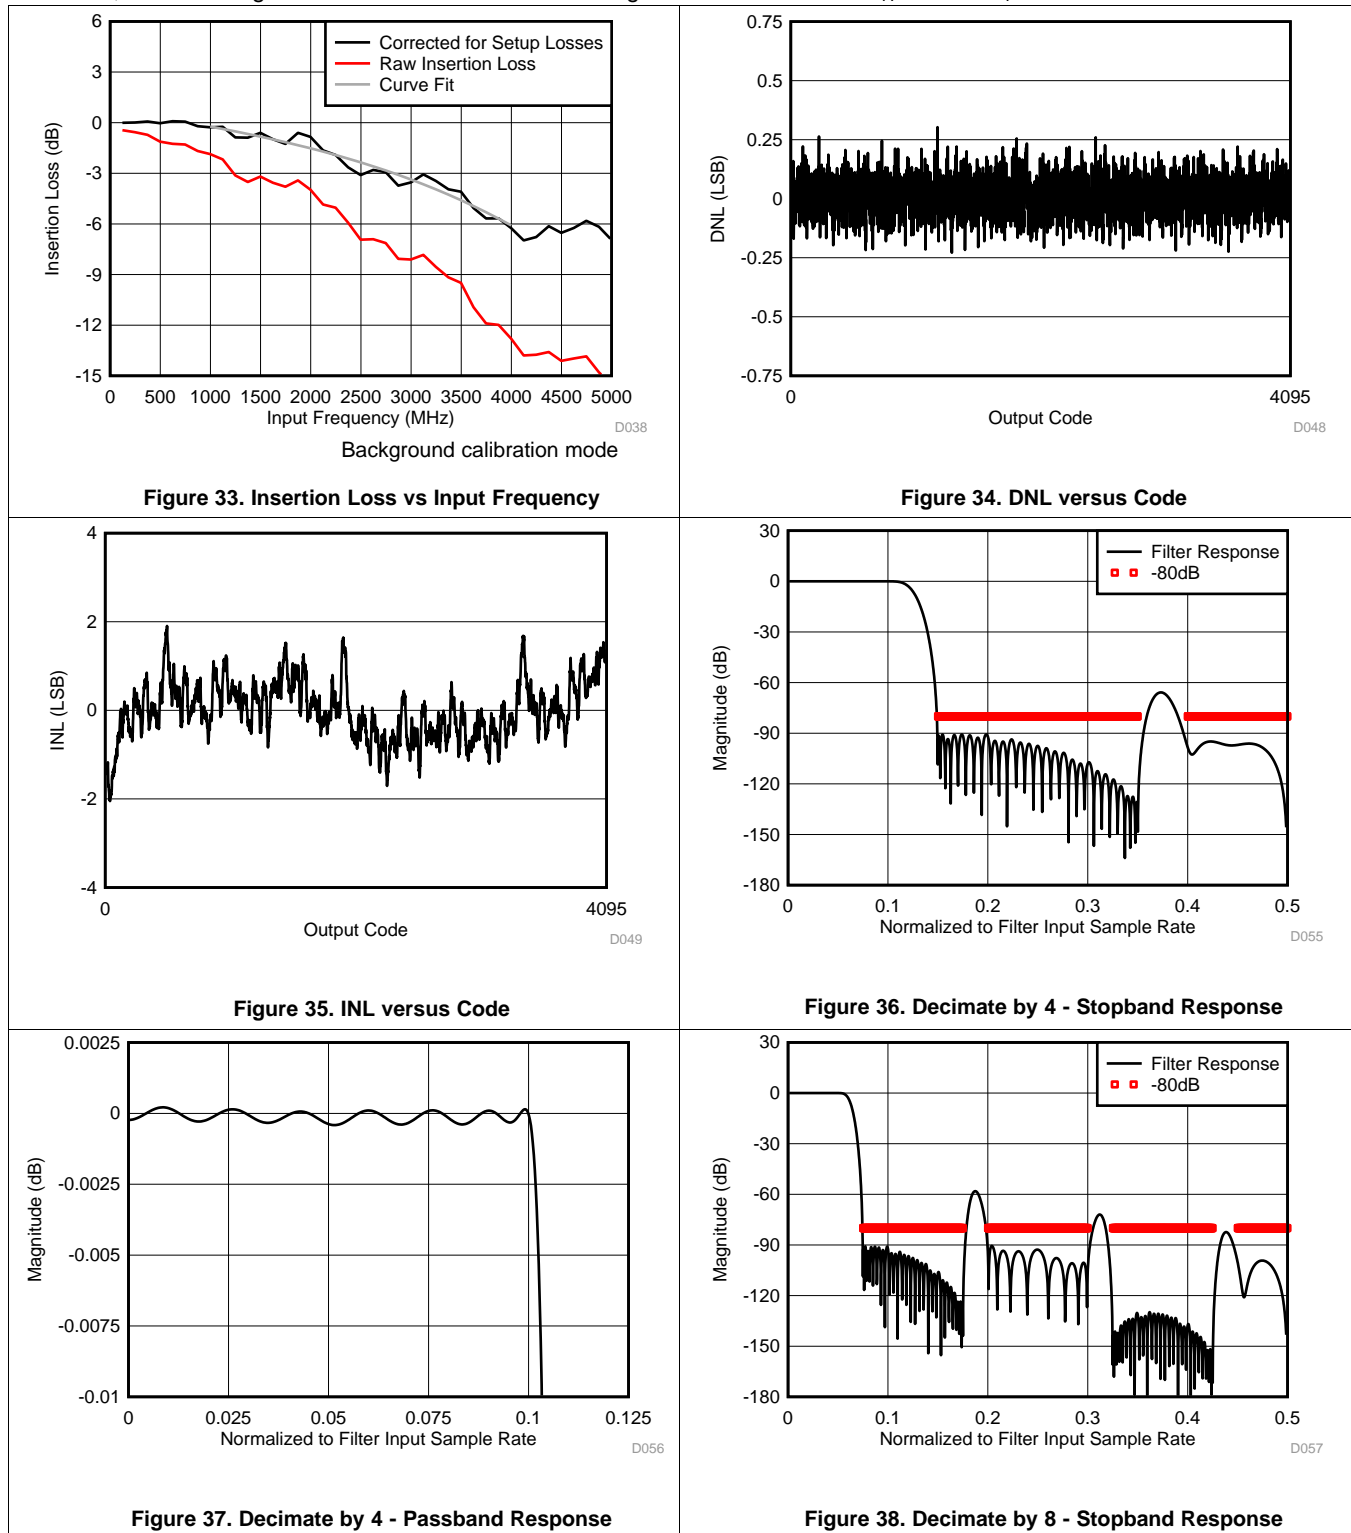 6
3
0
-3
-6
-9
-12
-15
Insertion Loss (dB)
Corrected for Setup Losses
Raw Insertion Loss
Curve Fit
0 500 1000 1500 2000 2500 3000 3500 4000 4500 5000
Input Frequency (MHz)
D038
Background calibration mode
Figure 33. Insertion Loss vs Input Frequency
0.75
0.5
0.25
0
-0.25
-0.5
-0.75
DNL (LSB)
0 4095
Output Code
D048
Figure 34. DNL versus Code
4
2
0
-2
-4
INL (LSB)
0 4095
Output Code
D049
Figure 35. INL versus Code
30
0
-30
-60
-90
-120
-150
-180
Magnitude (dB)
Filter Response
-80dB
0 0.1 0.2 0.3 0.4 0.5
Normalized to Filter Input Sample Rate
D055
Figure 36. Decimate by 4 - Stopband Response
0.0025
0
-0.0025
-0.005
-0.0075
-0.01
Magnitude (dB)
0 0.025 0.05 0.075 0.1 0.125
Normalized to Filter Input Sample Rate
D056
Figure 37. Decimate by 4 - Passband Response
30
0
-30
-60
-90
-120
-150
-180
Magnitude (dB)
Filter Response
-80dB
0 0.1 0.2 0.3 0.4 0.5
Normalized to Filter Input Sample Rate
D057
Figure 38. Decimate by 8 - Stopband Response